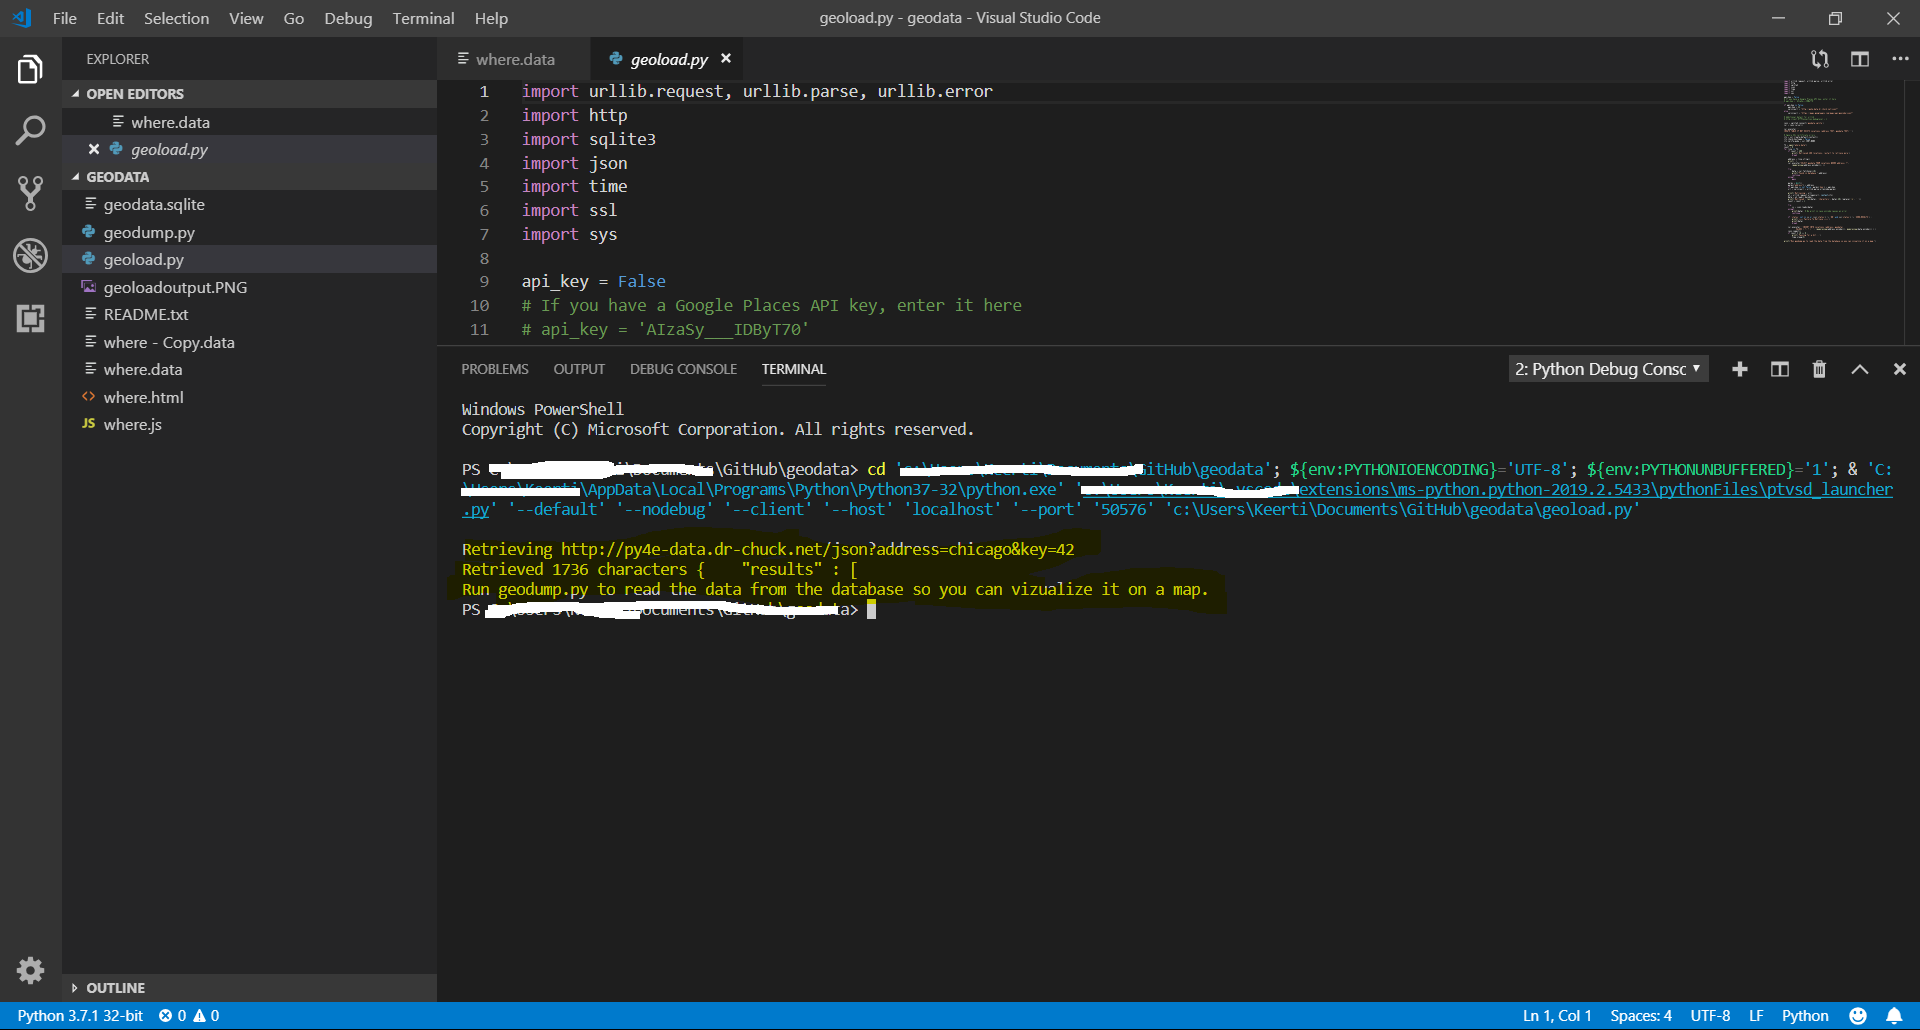 File Edit Selection View Go Debug Terminal Help
geoload.py - geodata - Visual Studio Code
EXPLORER
OPEN EDITORS
where.data
geoload.py
GEODATA
geodata.sqlite
geodump.py
geoload.py
geoloadoutput.PNG
README.txt
where - Copy.data
where.data
where.html
JS where.js
OUTLINE
where.data geoload.py
1 import urllib.request, urllib.parse, urllib.error
2 import http
3 import sqlite3
4 import json
5 import time
6 import ssl
7 import sys
8
9 api_key = False
10 # If you have a Google Places API key, enter it here
11 # api_key = 'AIzaSy___IDByT70'
PROBLEMS OUTPUT DEBUG CONSOLE TERMINAL
2: Python Debug Consc
Windows PowerShell
Copyright (C) Microsoft Corporation. All rights reserved.
PS \GitHub\geodata> cd itHub\geodata'; ${env:PYTHONIOENCODING}='UTF-8'; ${env:PYTHONUNBUFFERED}='1'; & 'C:
\AppData\Local\Programs\Python\Python37-32\python.exe' extensions\ms-python.python-2019.2.5433\pythonFiles\ptvsd_launcher
.py' '--default' '--nodebug' '--client' '--host' 'localhost' '--port' '50576' 'c:\Users\Keerti\Documents\GitHub\geodata\geoload.py'
Retrieving http://py4e-data.dr-chuck.net/json?address=chicago&key=42
Retrieved 1736 characters { "results" : [
Run geodump.py to read the data from the database so you can vizualize it on a map.
PS
Python 3.7.1 32-bit 0 0
Ln 1, Col 1 Spaces: 4 UTF-8 LF Python